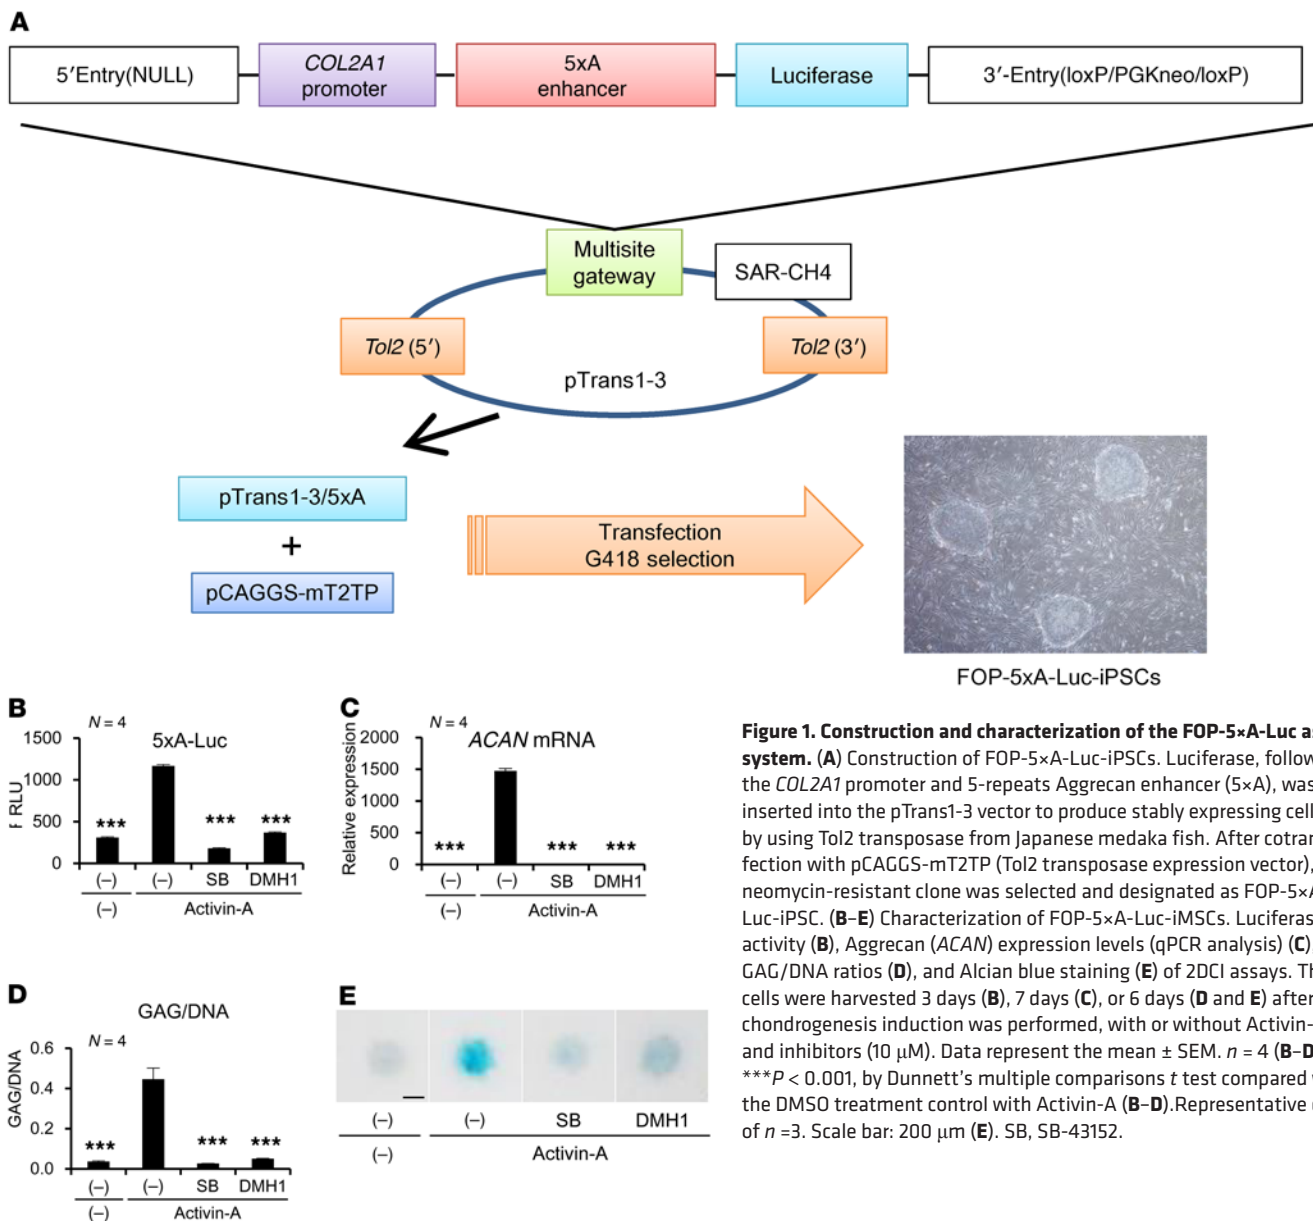 A
5′Entry(NULL)
COL2A1
promoter
5xA
enhancer
Luciferase
3′-Entry(loxP/PGKneo/loxP)
Multisite
gateway
SAR-CH4
Tol2 (5′)
Tol2 (3′)
pTrans1-3
pTrans1-3/5xA
+
pCAGGS-mT2TP
Transfection
G418 selection
FOP-5xA-Luc-iPSCs
B
N = 4
5xA-Luc
RLU
1500
1000
500
0
*** *** ***
(–) (–) SB DMH1
(–) Activin-A
C
N = 4
ACAN mRNA
Relative expression
2000
1500
1000
500
0
*** *** ***
(–) (–) SB DMH1
(–) Activin-A
D
GAG/DNA
N = 4
GAG/DNA
0.6
0.4
0.2
0.0
*** *** ***
(–) (–) SB DMH1
(–) Activin-A
E
(–) (–) SB DMH1
(–) Activin-A
Figure 1. Construction and characterization of the FOP-5×A-Luc
system. (A) Construction of FOP-5×A-Luc-iPSCs. Luciferase,
the COL2A1 promoter and 5-repeats Aggrecan enhancer (5×A), was
inserted into the pTrans1-3 vector to produce stably expressing
by using Tol2 transposase from Japanese medaka fish. After
fection with pCAGGS-mT2TP (Tol2 transposase expression vector),
neomycin-resistant clone was selected and designated as
Luc-iPSC. (B–E) Characterization of FOP-5×A-Luc-iMSCs.
activity (B), Aggrecan (ACAN) expression levels (qPCR analysis) (C)
GAG/DNA ratios (D), and Alcian blue staining (E) of 2DCI assays.
cells were harvested 3 days (B), 7 days (C), or 6 days (D and E) after
chondrogenesis induction was performed, with or without
and inhibitors (10 μM). Data represent the mean ± SEM. n = 4 (B–D
***P < 0.001, by Dunnett’s multiple comparisons t test compared
the DMSO treatment control with Activin-A (B–D).Representative
of n =3. Scale bar: 200 μm (E). SB, SB-43152.